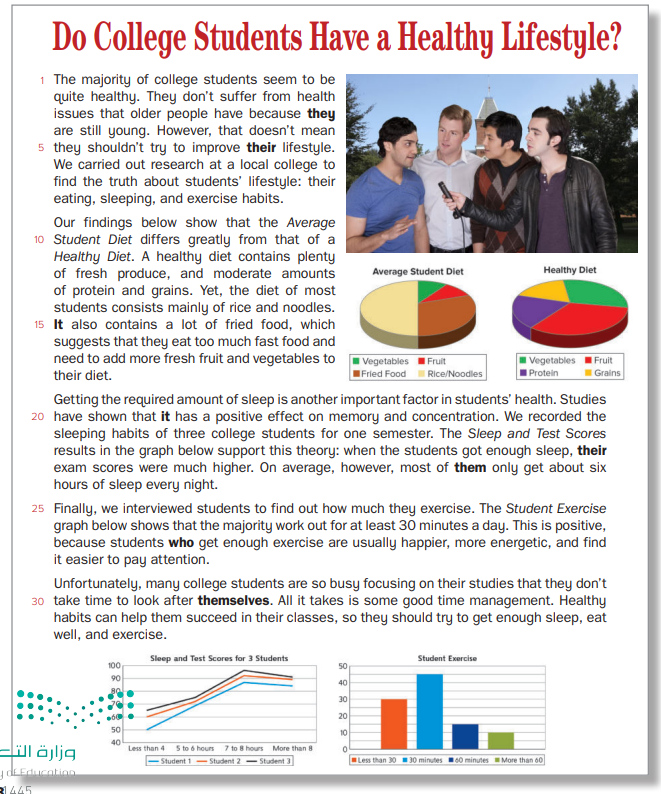 Do College Students Have a Healthy Lifestyle?
1 The majority of college students seem to be
quite healthy. They don't suffer from health
issues that older people have because they
are still young. However, that doesn't mean
5 they shouldn't try to improve their lifestyle.
We carried out research at a local college to
find the truth about students' lifestyle: their
eating, sleeping, and exercise habits.
Our findings below show that the Average
10 Student Diet differs greatly from that of a
Healthy Diet. A healthy diet contains plenty
of fresh produce, and moderate amounts
of protein and grains. Yet, the diet of most
students consists mainly of rice and noodles.
15 It also contains a lot of fried food, which
suggests that they eat too much fast food and
need to add more fresh fruit and vegetables to
their diet.
Average Student Diet
Vegetables Fruit
Fried Food Rice/Noodles
Healthy Diet
Vegetables Fruit
Protein Grains
Getting the required amount of sleep is another important factor in students' health. Studies
20 have shown that it has a positive effect on memory and concentration. We recorded the
sleeping habits of three college students for one semester. The Sleep and Test Scores
results in the graph below support this theory: when the students got enough sleep, their
exam scores were much higher. On average, however, most of them only get about six
hours of sleep every night.
25 Finally, we interviewed students to find out how much they exercise. The Student Exercise
graph below shows that the majority work out for at least 30 minutes a day. This is positive,
because students who get enough exercise are usually happier, more energetic, and find
it easier to pay attention.
Unfortunately, many college students are so busy focusing on their studies that they don't
30 take time to look after themselves. All it takes is some good time management. Healthy
habits can help them succeed in their classes, so they should try to get enough sleep, eat
well, and exercise.
Sleep and Test Scores for 3 Students
100
90
80
70
60
50
40
Less than 4 5 to 6 hours 7 to 8 hours More than 8
Student 1 Student 2 Student 3
Student Exercise
50
40
30
20
10
0
Less than 30 30 minutes 60 minutes More than 60
وزارة
of Education
1445